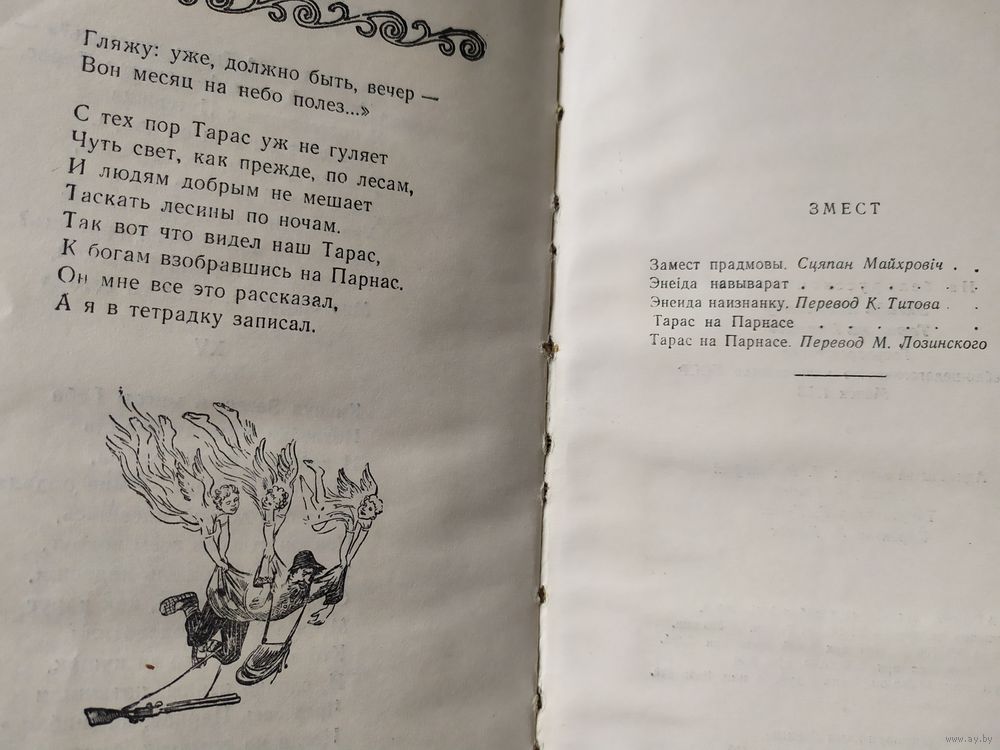 Гляжу: уже, должно быть, вечер —
Вон месяц на небо полез...»
С тех пор Тарас уж не гуляет
Чуть свет, как прежде, по лесам,
И людям добрым не мешает
Таскать лесины по ночам.
Так вот что видел наш Тарас,
К богам взобравшись на Парнас.
Он мне все это рассказал,
А я в тетрадку записал.
ЗМЕСТ
Замест прадмовы. Сцяпан Майхровіч . .
Энеіда навыварат . . . . . . .
Энеида наизнанку. Перевод К. Титова . .
Тарас на Парнасе . . . . . .
Тарас на Парнасе. Перевод М. Лозинского
www.ay.by